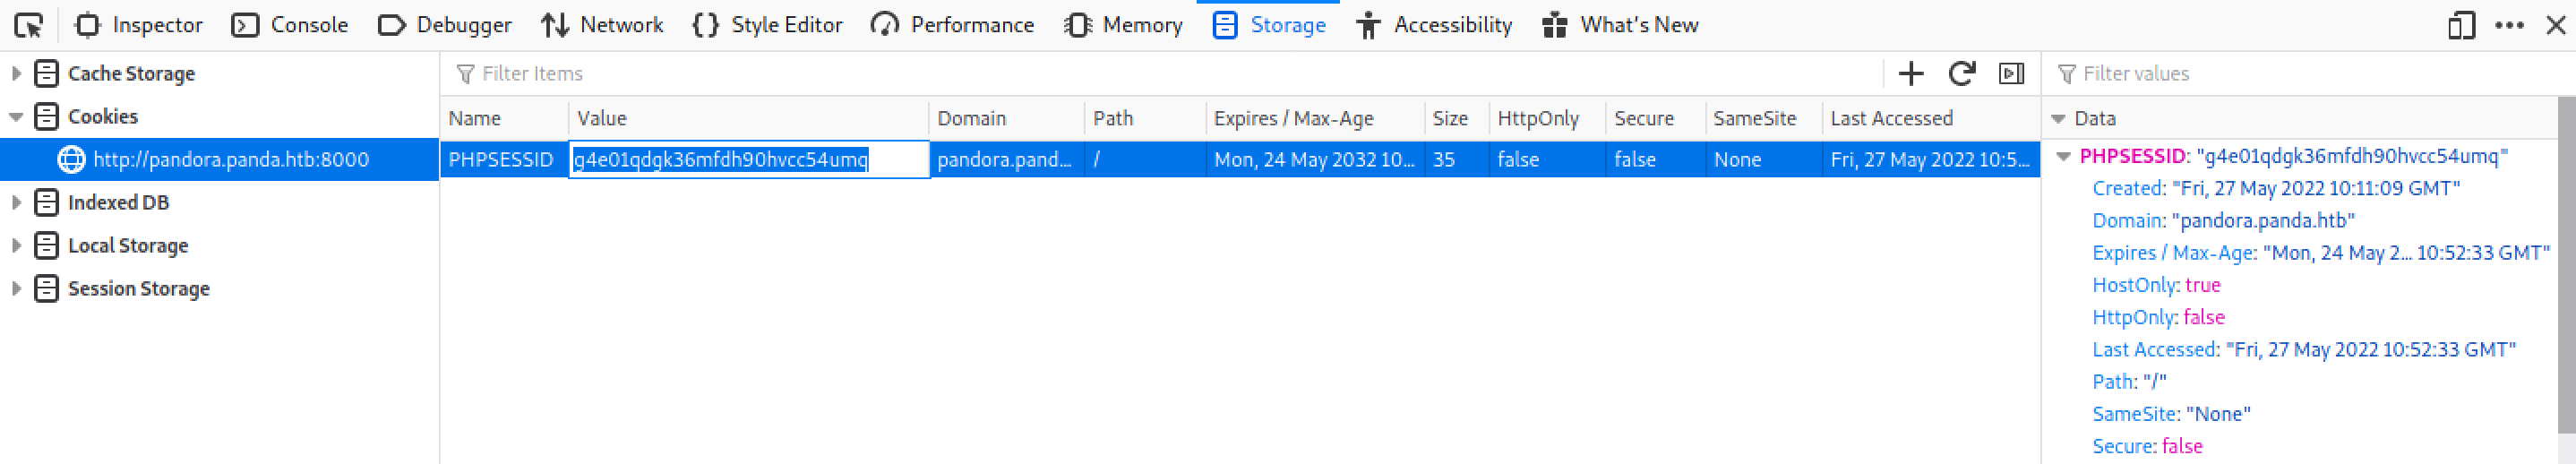 Inspector Console Debugger Network Style Editor Performance Memory Storage Accessibility What's New
Cache Storage
Cookies
http://pandora.panda.htb:8000
Indexed DB
Local Storage
Session Storage
Filter Items
Name Value Domain Path Expires / Max-Age Size HttpOnly Secure SameSite Last Accessed
PHPSESSID g4e01qdgk36mfdh90hvcc54umq pandora.pand... / Mon, 24 May 2032 10... 35 false false None Fri, 27 May 2022 10:5...
Filter values
Data
PHPSESSID: "g4e01qdgk36mfdh90hvcc54umq"
Created: "Fri, 27 May 2022 10:11:09 GMT"
Domain: "pandora.panda.htb"
Expires / Max-Age: "Mon, 24 May 2... 10:52:33 GMT"
HostOnly: true
HttpOnly: false
Last Accessed: "Fri, 27 May 2022 10:52:33 GMT"
Path: "/"
SameSite: "None"
Secure: false